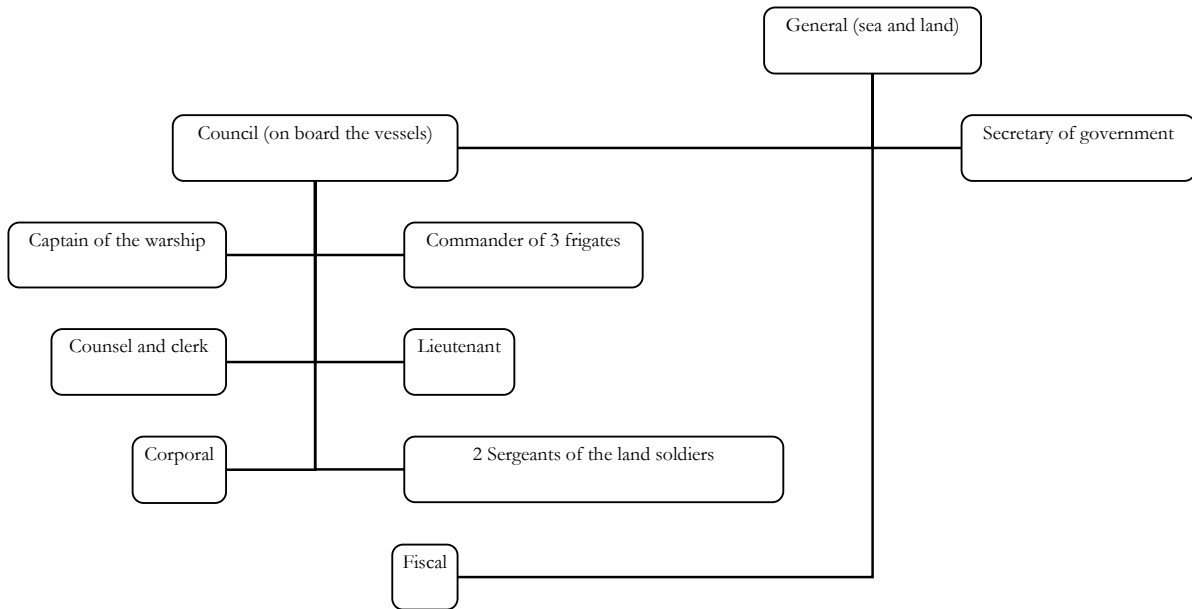 General (sea and land)
Council (on board the vessels)
Secretary of government
Captain of the warship
Commander of 3 frigates
Counsel and clerk
Lieutenant
Corporal
2 Sergeants of the land soldiers
Fiscal